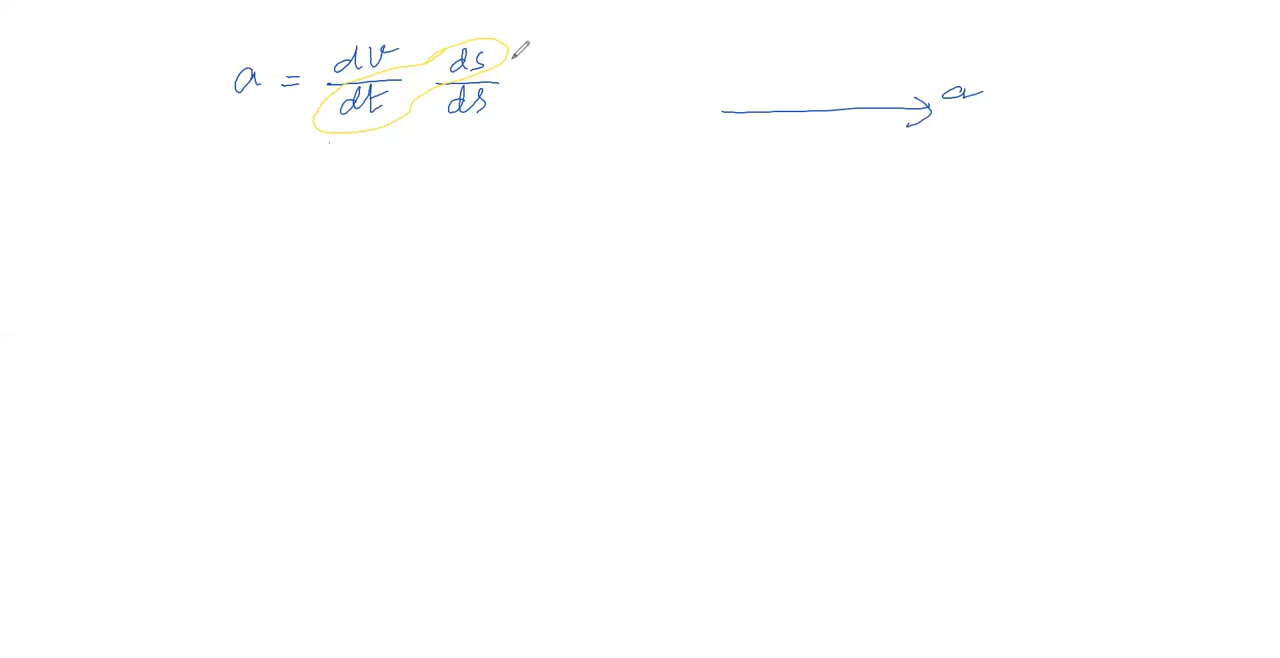 a = dv/dt ds/ds
a